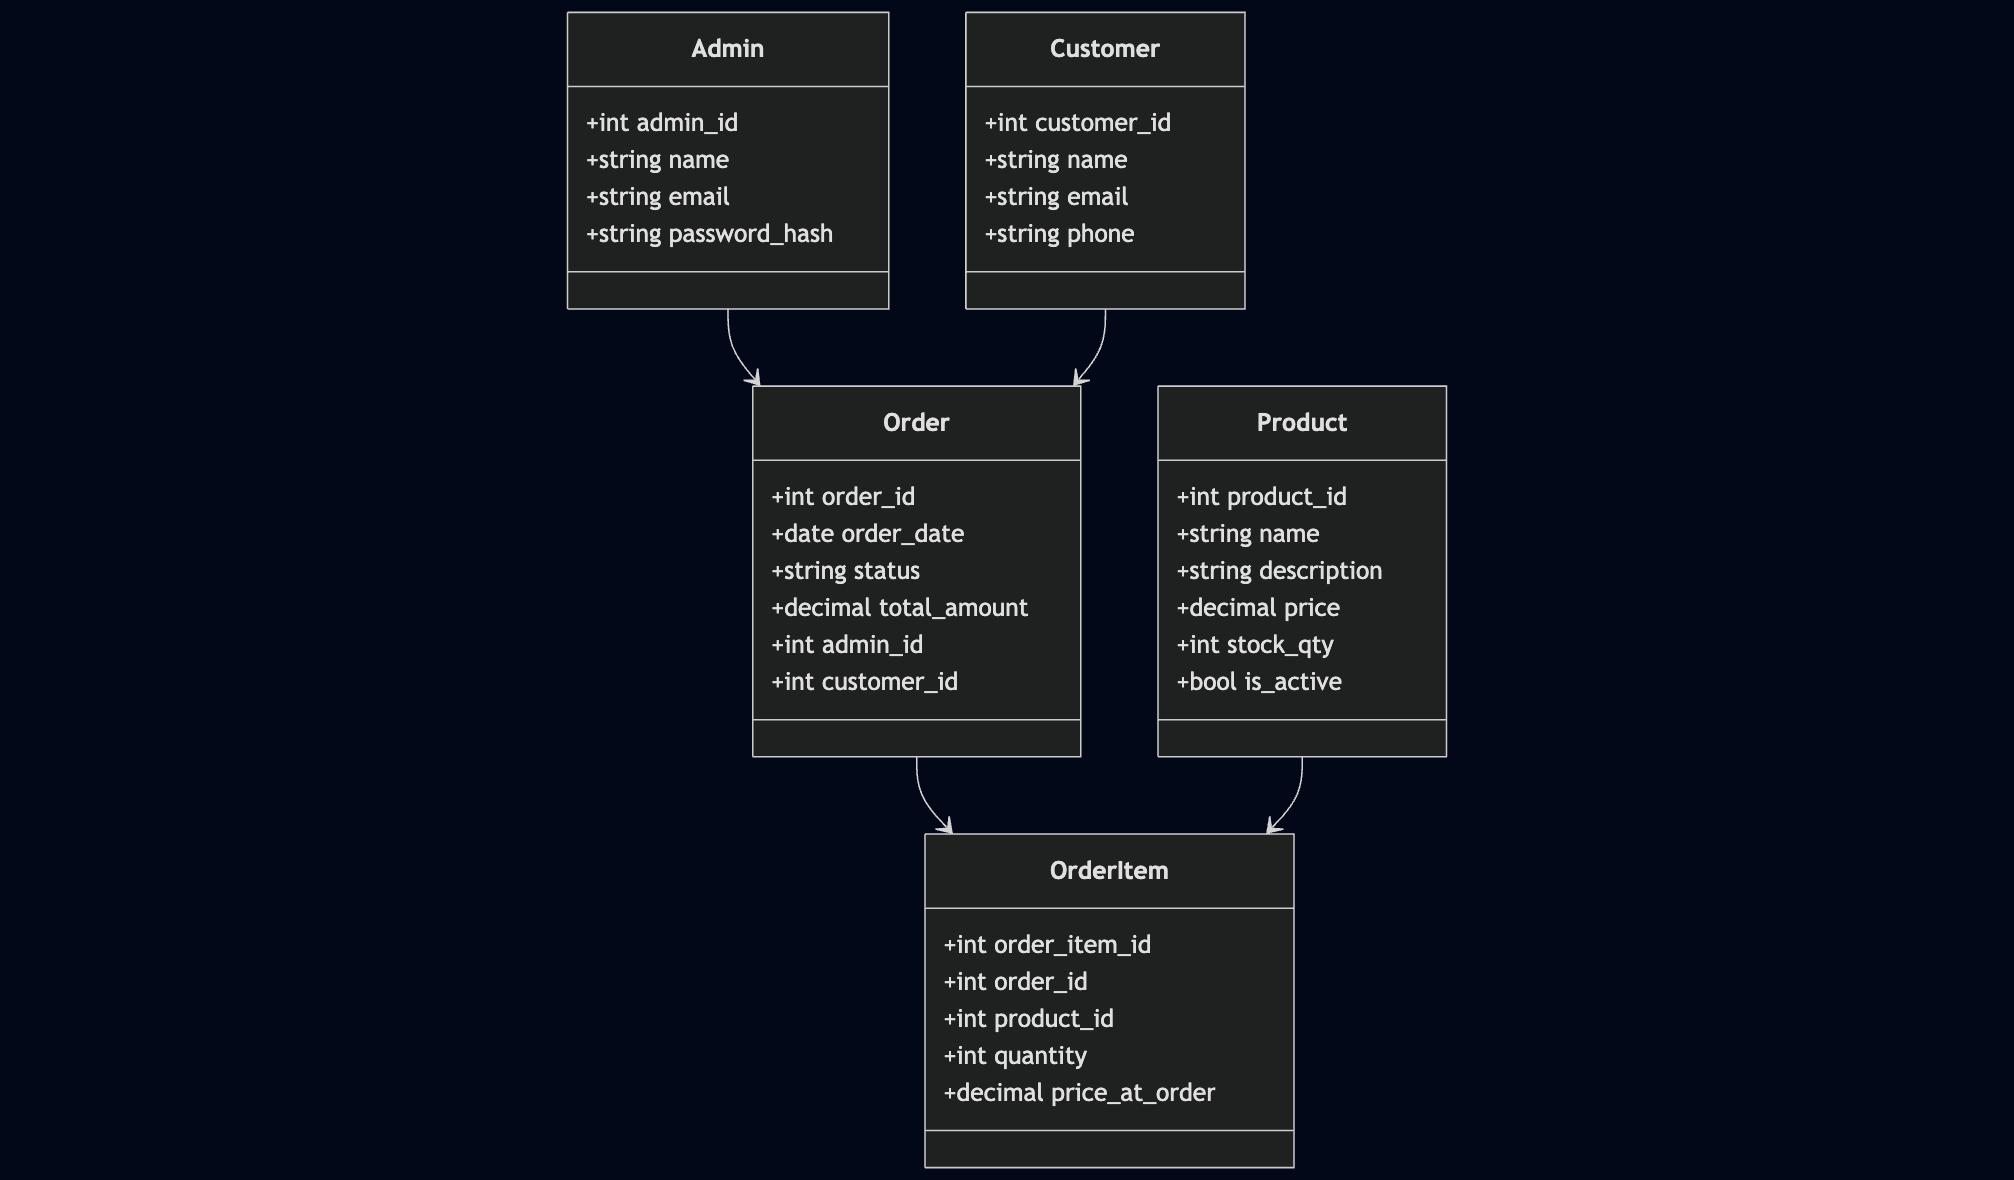 Admin
+int admin_id
+string name
+string email
+string password_hash
Customer
+int customer_id
+string name
+string email
+string phone
Order
+int order_id
+date order_date
+string status
+decimal total_amount
+int admin_id
+int customer_id
Product
+int product_id
+string name
+string description
+decimal price
+int stock_qty
+bool is_active
OrderItem
+int order_item_id
+int order_id
+int product_id
+int quantity
+decimal price_at_order